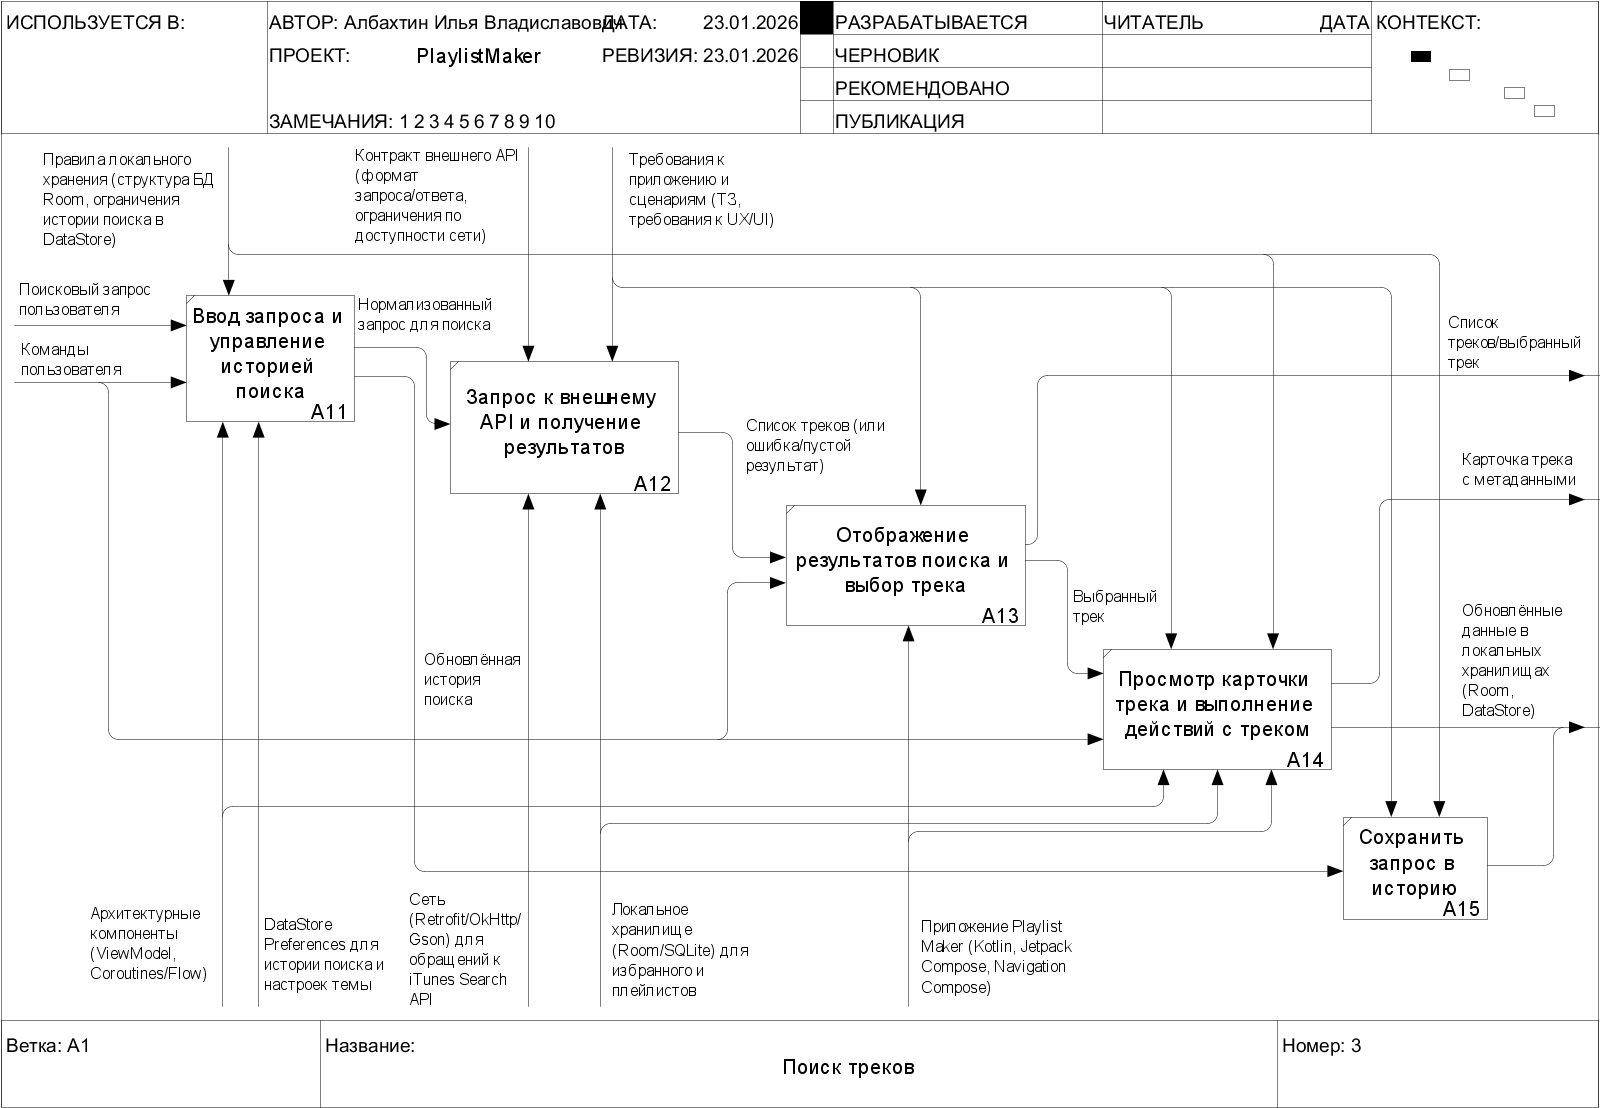 ИСПОЛЬЗУЕТСЯ В:
АВТОР: Албахтин Илья Владиславович
ДАТА: 23.01.2026
ПРОЕКТ: PlaylistMaker
РЕВИЗИЯ: 23.01.2026
ЗАМЕЧАНИЯ: 1 2 3 4 5 6 7 8 9 10
РАЗРАБАТЫВАЕТСЯ
ЧЕРНОВИК
РЕКОМЕНДОВАНО
ПУБЛИКАЦИЯ
ЧИТАТЕЛЬ
ДАТА
КОНТЕКСТ:
Правила локального
хранения (структура БД
Room, ограничения
истории поиска в
DataStore)
Контракт внешнего API
(формат
запроса/ответа,
ограничения по
доступности сети)
Требования к
приложению и
сценариям (ТЗ,
требования к UX/UI)
Поисковый запрос
пользователя
Команды
пользователя
Ввод запроса и
управление
историей
поиска
A11
Нормализованный
запрос для поиска
Запрос к внешнему
API и получение
результатов
A12
Список треков (или
ошибка/пустой
результат)
Отображение
результатов поиска и
выбор трека
A13
Выбранный
трек
Просмотр карточки
трека и выполнение
действий с треком
A14
Сохранить
запрос в
историю
A15
Список
треков/выбранный
трек
Карточка трека
с метаданными
Обновлённые
данные в
локальных
хранилищах
(Room,
DataStore)
Обновлённая
история
поиска
Архитектурные
компоненты
(ViewModel,
Coroutines/Flow)
DataStore
Preferences для
истории поиска и
настроек темы
Сеть
(Retrofit/OkHttp/
Gson) для
обращений к
iTunes Search
API
Локальное
хранилище
(Room/SQLite) для
избранного и
плейлистов
Приложение Playlist
Maker (Kotlin, Jetpack
Compose, Navigation
Compose)
Ветка: A1
Название:
Поиск треков
Номер: 3